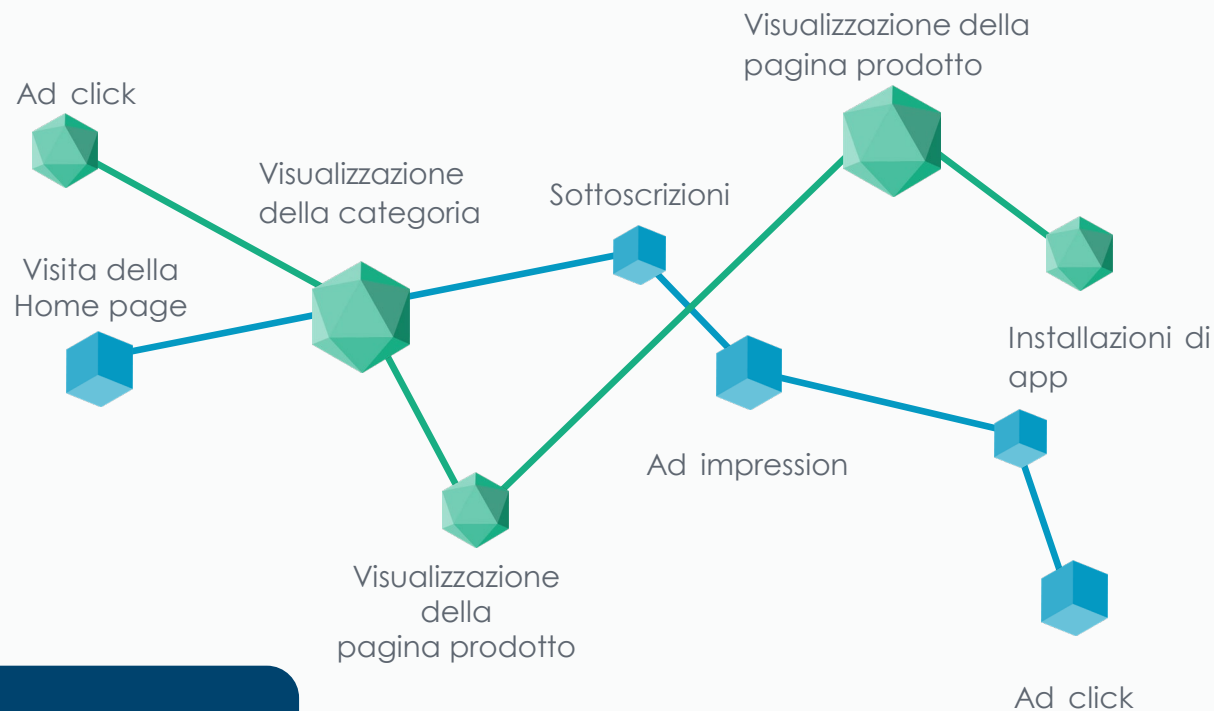 Visualizzazione della
pagina prodotto
Ad click
Visualizzazione
della categoria
Sottoscrizioni
Visita della
Home page
Installazioni di
app
Ad impression
Visualizzazione
della
pagina prodotto
Ad click